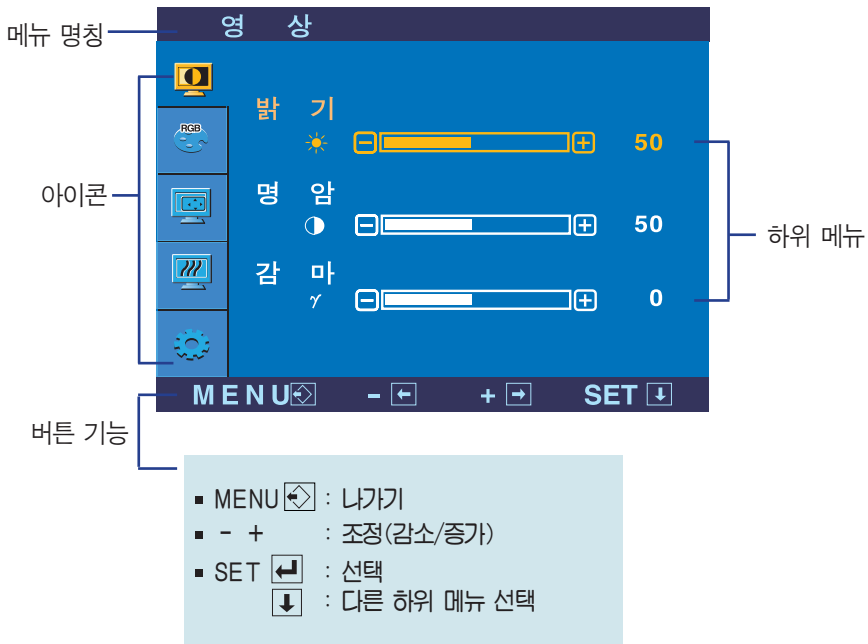 메뉴 명칭
영 상
RGB
아이콘
밝 기
50
명 암
50
감 마
γ
0
하위 메뉴
MENU - + SET
버튼 기능
▪ MENU : 나가기
▪ - + : 조정(감소/증가)
▪ SET ↵ : 선택
↓ : 다른 하위 메뉴 선택